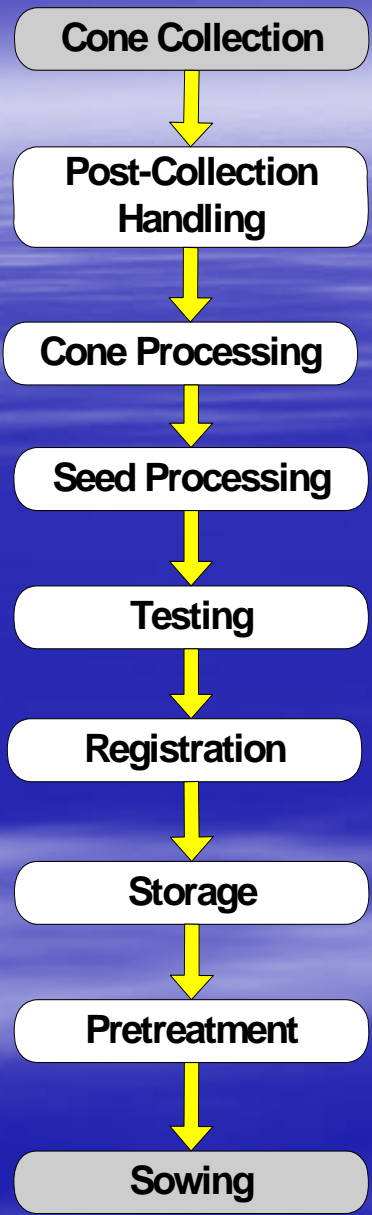 Cone Collection
Post-Collection
Handling
Cone Processing
Seed Processing
Testing
Registration
Storage
Pretreatment
Sowing